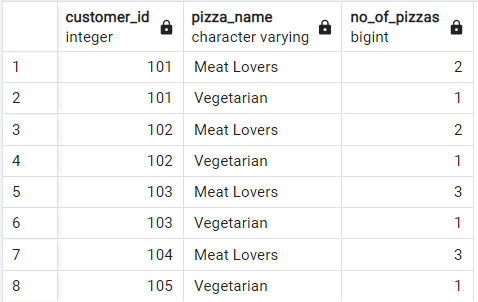 customer_id pizza_name no_of_pizzas
integer character varying bigint
1 101 Meat Lovers 2
2 101 Vegetarian 1
3 102 Meat Lovers 2
4 102 Vegetarian 1
5 103 Meat Lovers 3
6 103 Vegetarian 1
7 104 Meat Lovers 3
8 105 Vegetarian 1